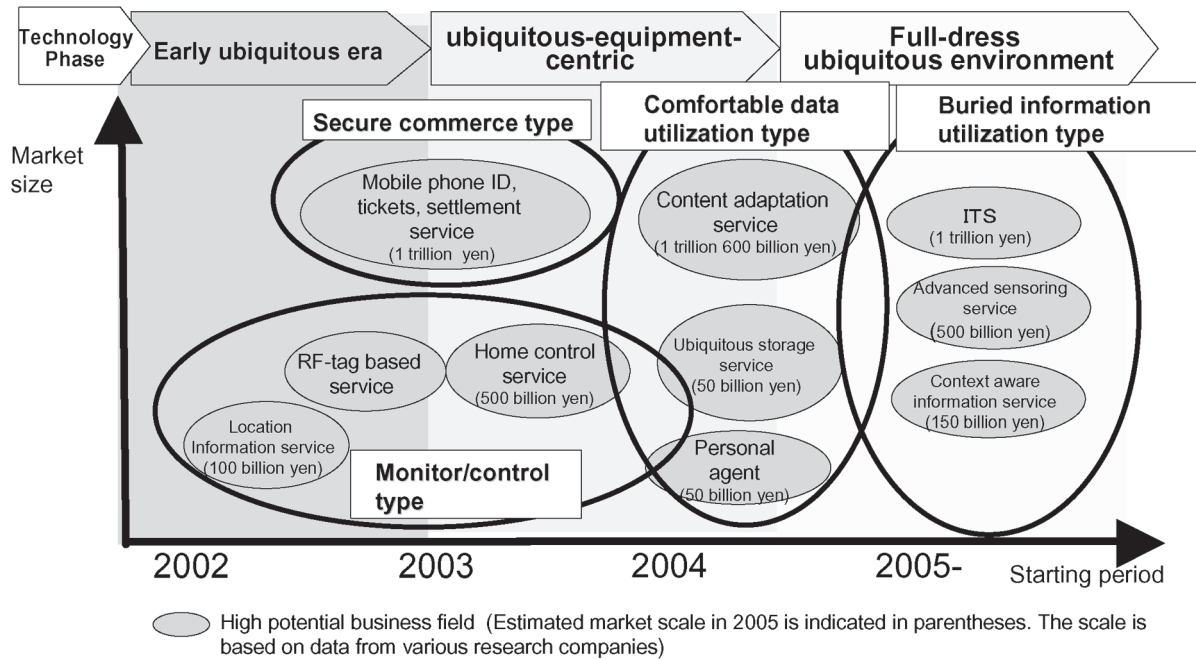 Technology
Phase
Early ubiquitous era
ubiquitous-equipment-
centric
Full-dress
ubiquitous environment
Market
size
Secure commerce type
Mobile phone ID,
tickets, settlement
service
(1 trillion  yen)
Comfortable data
utilization type
Content adaptation
service
(1 trillion 600 billion yen)
Ubiquitous storage
service
(50 billion yen)
Personal
agent
(50 billion yen)
Buried information
utilization type
ITS
(1 trillion yen)
Advanced sensoring
service
(500 billion yen)
Context aware
information service
(150 billion yen)
RF-tag based
service
Home control
service
(500 billion yen)
Location
Information service
(100 billion yen)
Monitor/control
type
2002
2003
2004
2005-
Starting period
High potential business field  (Estimated market scale in 2005 is indicated in parentheses. The scale is
based on data from various research companies)